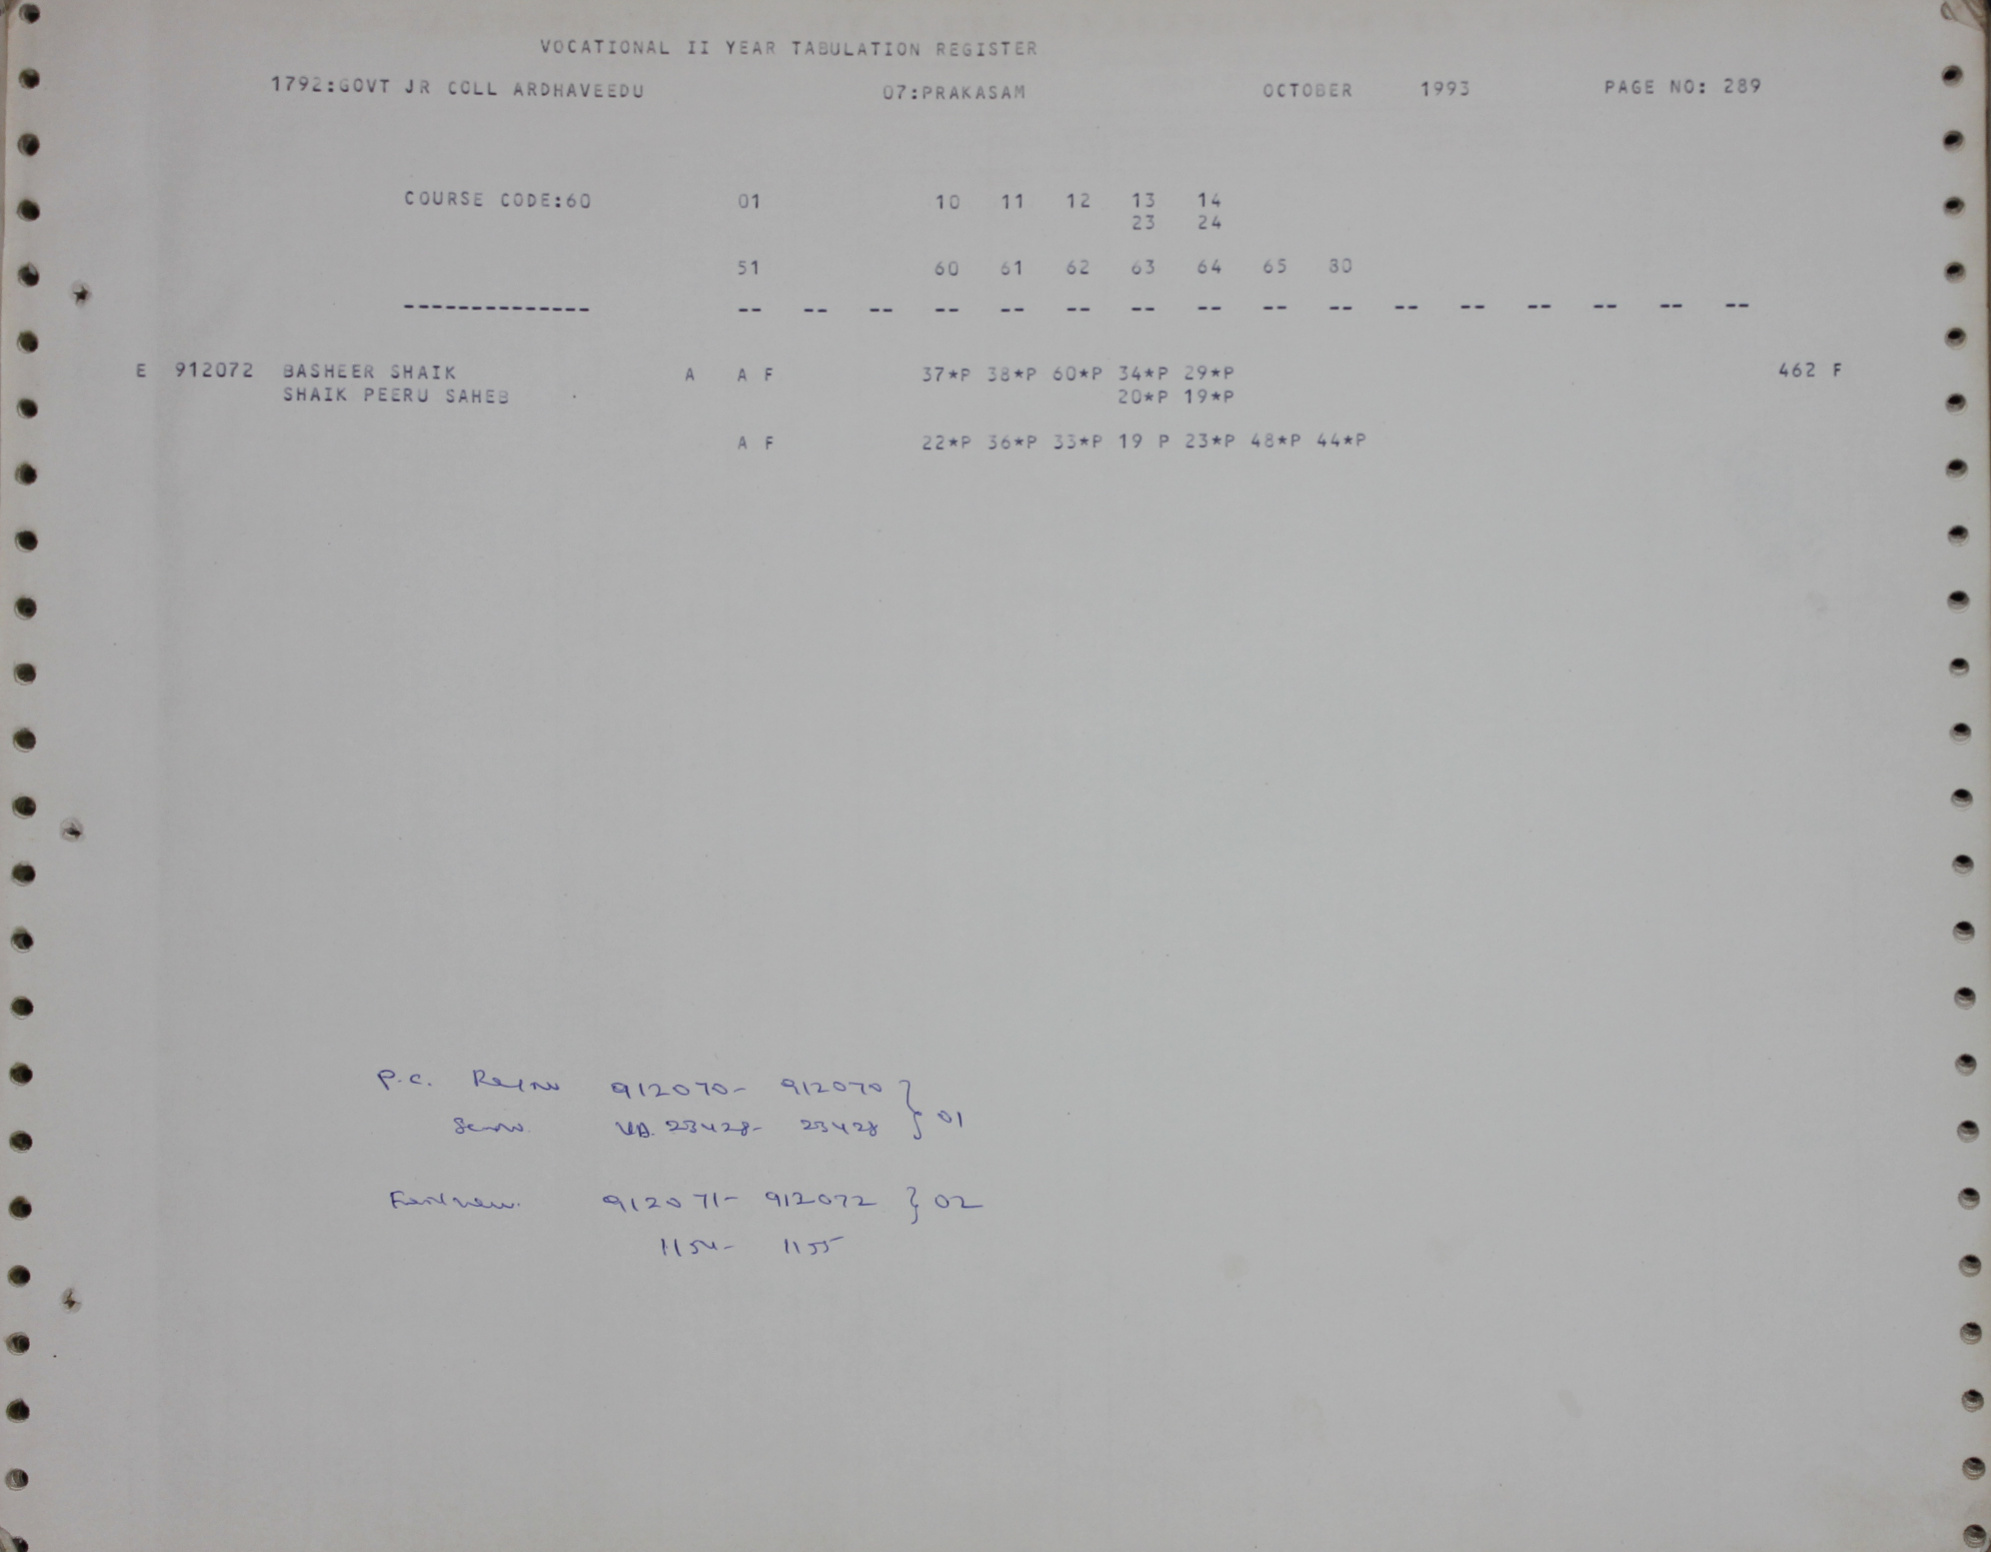 VOCATIONAL II YEAR TABULATION REGISTER
1792:GOVT JR COLL ARDHAVEEDU 07:PRAKASAM OCTOBER 1993 PAGE NO: 289
COURSE CODE:60 01 10 11 12 13 14
23 24
51 60 61 62 63 64 65 80
-------------- -- -- -- -- -- -- -- -- -- -- -- -- -- -- -- --
E 912072 BASHEER SHAIK A A F 37*P 38*P 60*P 34*P 29*P 462 F
SHAIK PEERU SAHEB 20*P 19*P
A F 22*P 36*P 33*P 19 P 23*P 48*P 44*P
P.C. 912070- 912070
23428- 23428 } 01
912071- 912072 } 02
1154- 1155